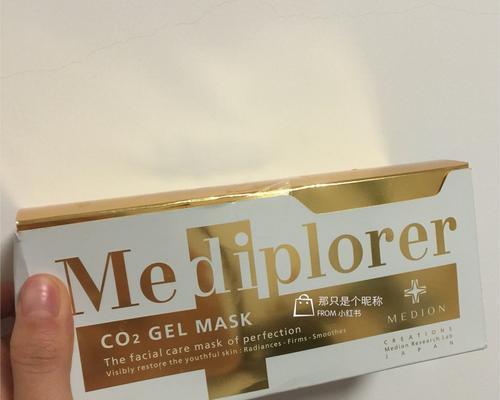 Mediplorer
CO₂ GEL MASK
The facial care mask of perfection
Visibly restore the youthful skin : Radiances - Firms - Smoothes
那只是个昵称
FROM 小红书
MEDION
CREATIONS
Medion Research Lab
JAPAN